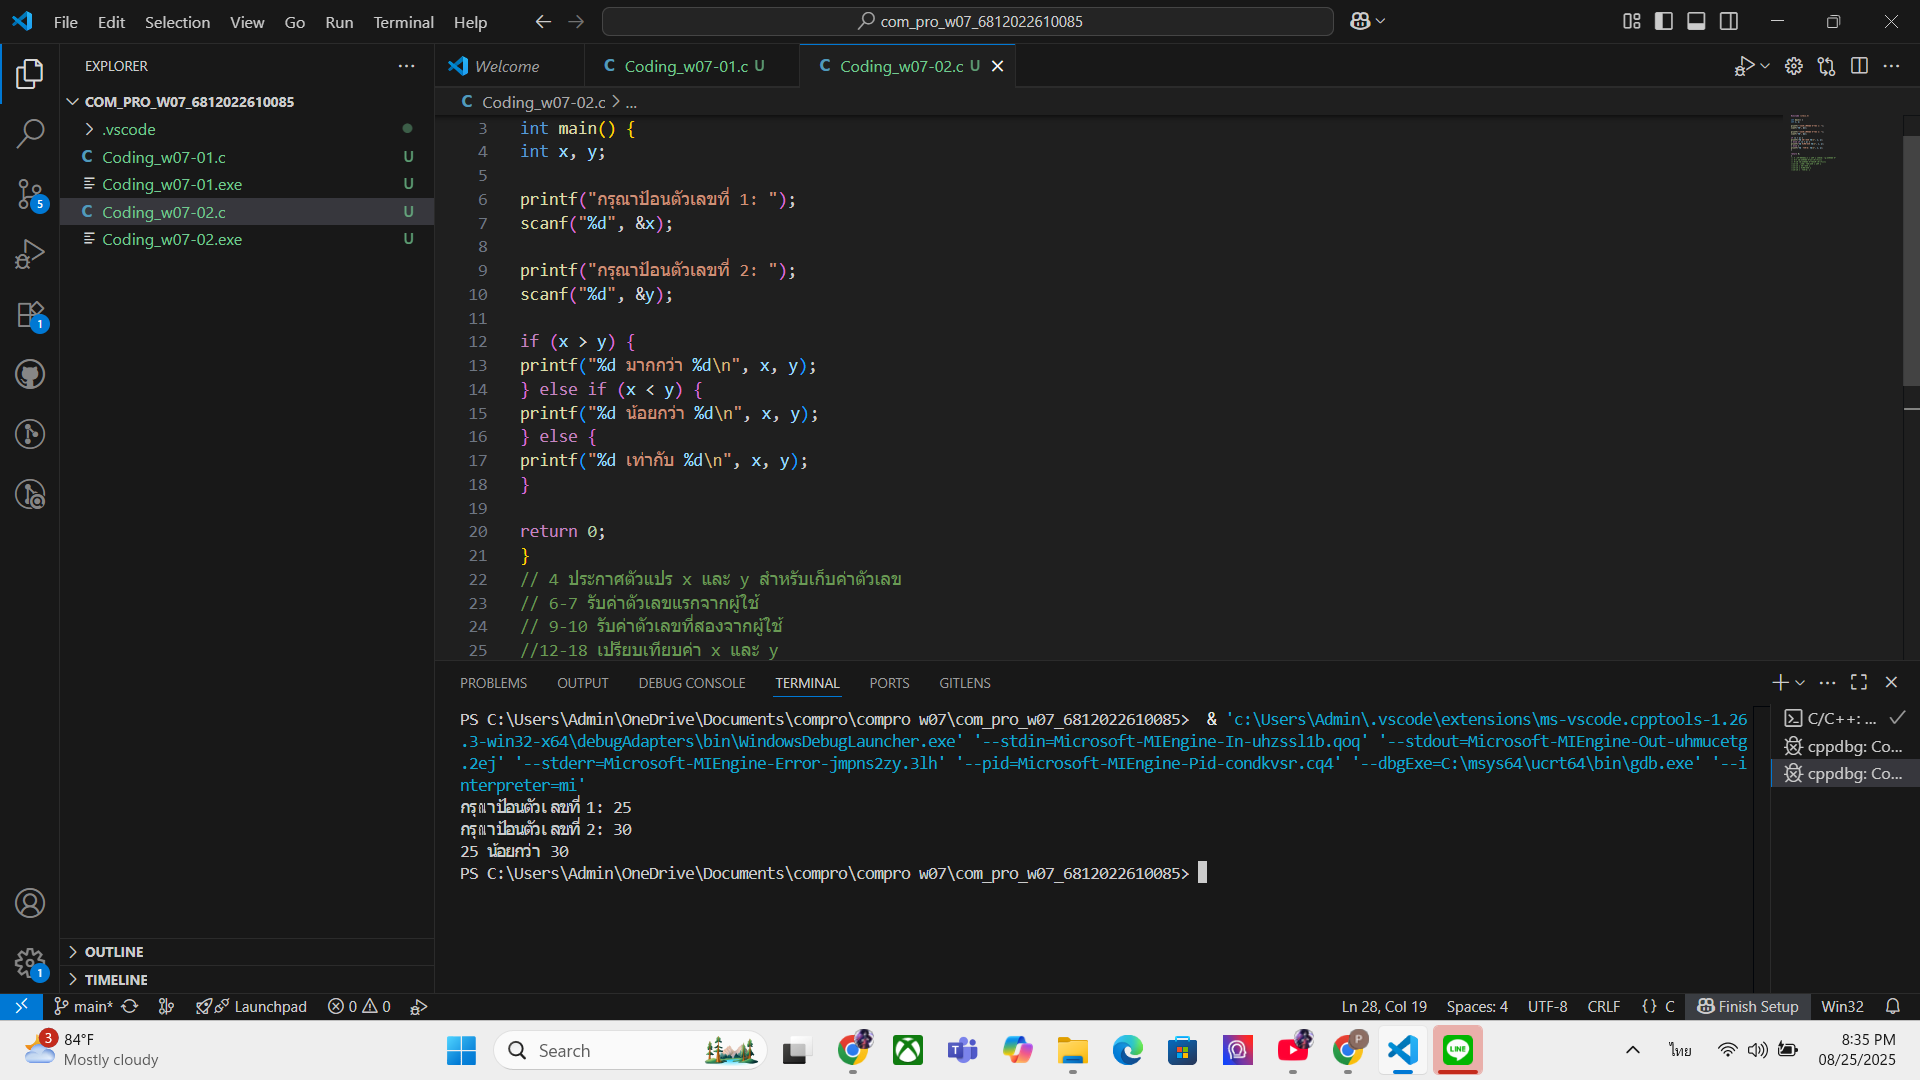 File Edit Selection View Go Run Terminal Help
com_pro_w07_6812022610085
EXPLORER
COM_PRO_W07_6812022610085
.vscode
C Coding_w07-01.c U
Coding_w07-01.exe U
C Coding_w07-02.c U
Coding_w07-02.exe U
5
1
1
OUTLINE
TIMELINE
Welcome
C Coding_w07-01.c U
C Coding_w07-02.c U
C Coding_w07-02.c > ...
3 int main() {
4 int x, y;
5
6 printf("กรุณาป้อนตัวเลขที่ 1: ");
7 scanf("%d", &x);
8
9 printf("กรุณาป้อนตัวเลขที่ 2: ");
10 scanf("%d", &y);
11
12 if (x > y) {
13 printf("%d มากกว่า %d\n", x, y);
14 } else if (x < y) {
15 printf("%d น้อยกว่า %d\n", x, y);
16 } else {
17 printf("%d เท่ากับ %d\n", x, y);
18 }
19
20 return 0;
21 }
22 // 4 ประกาศตัวแปร x และ y สำหรับเก็บค่าตัวเลข
23 // 6-7 รับค่าตัวเลขแรกจากผู้ใช้
24 // 9-10 รับค่าตัวเลขที่สองจากผู้ใช้
25 //12-18 เปรียบเทียบค่า x และ y
PROBLEMS OUTPUT DEBUG CONSOLE TERMINAL PORTS GITLENS
PS C:\Users\Admin\OneDrive\Documents\compro\compro w07\com_pro_w07_6812022610085> & 'c:\Users\Admin\.vscode\extensions\ms-vscode.cpptools-1.26
.3-win32-x64\debugAdapters\bin\WindowsDebugLauncher.exe' '--stdin=Microsoft-MIEngine-In-uhzssl1b.qoq' '--stdout=Microsoft-MIEngine-Out-uhmucetg
.2ej' '--stderr=Microsoft-MIEngine-Error-jmpns2zy.3lh' '--pid=Microsoft-MIEngine-Pid-condkvsr.cq4' '--dbgExe=C:\msys64\ucrt64\bin\gdb.exe' '--i
nterpreter=mi'
กรุณาป้อนตัวเลขที่ 1: 25
กรุณาป้อนตัวเลขที่ 2: 30
25 น้อยกว่า 30
PS C:\Users\Admin\OneDrive\Documents\compro\compro w07\com_pro_w07_6812022610085>
C/C++: ...
cppdbg: Co...
cppdbg: Co...
main* Launchpad 0 0
Ln 28, Col 19 Spaces: 4 UTF-8 CRLF {} C Finish Setup Win32
3
84°F
Mostly cloudy
Search
P
LINE
ไทย
8:35 PM
08/25/2025